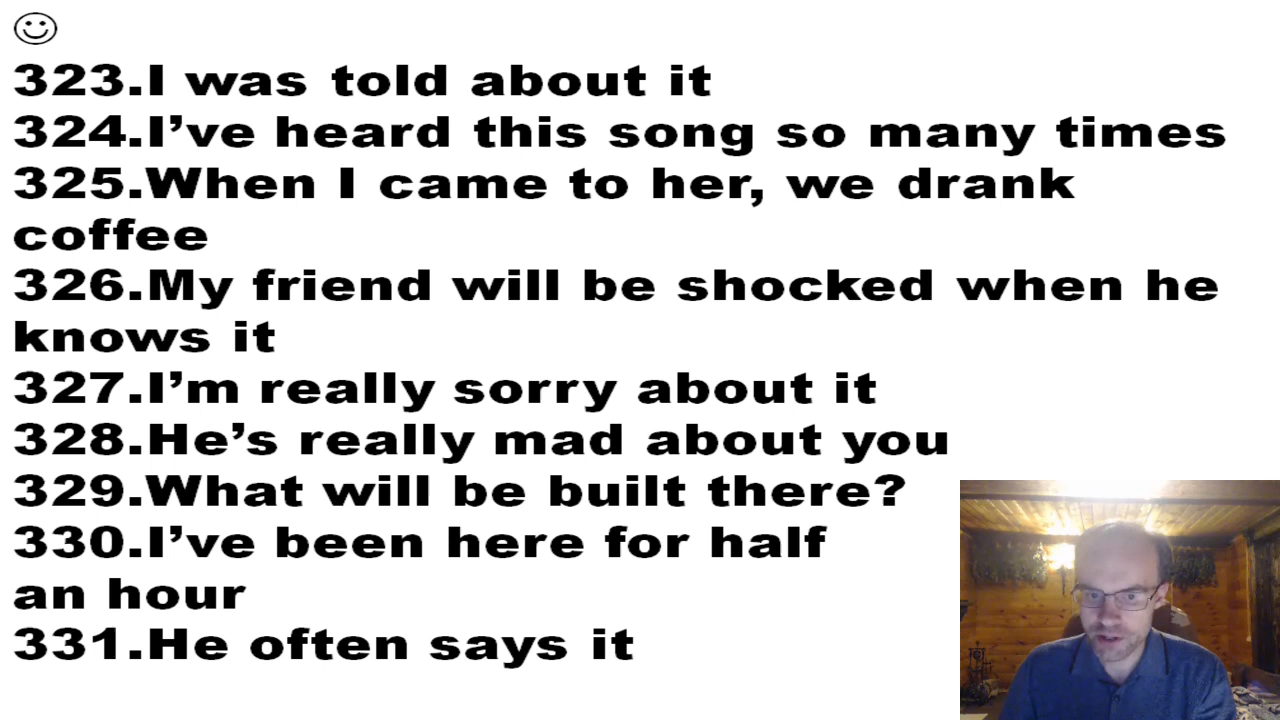 323.I was told about it
324.I’ve heard this song so many times
325.When I came to her, we drank
coffee
326.My friend will be shocked when he
knows it
327.I’m really sorry about it
328.He’s really mad about you
329.What will be built there?
330.I’ve been here for half
an hour
331.He often says it